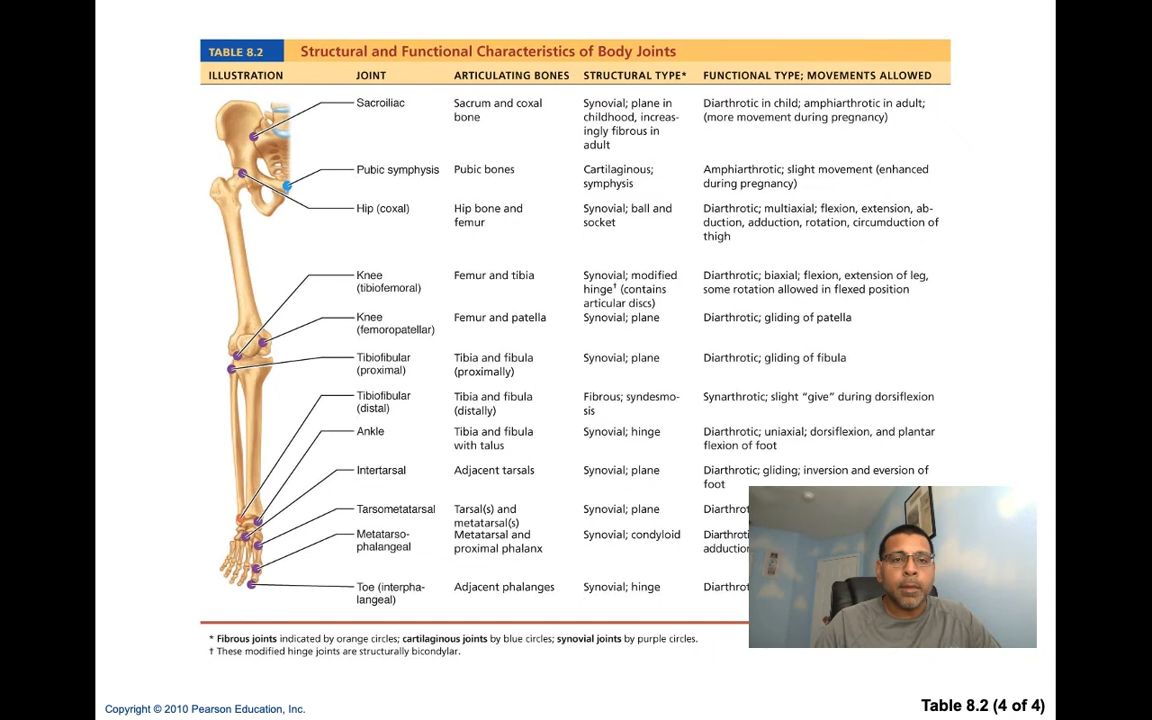 TABLE 8.2 Structural and Functional Characteristics of Body Joints
ILLUSTRATION JOINT ARTICULATING BONES STRUCTURAL TYPE* FUNCTIONAL TYPE; MOVEMENTS ALLOWED
Sacroiliac Sacrum and coxal Synovial; plane in Diarthrotic in child; amphiarthrotic in adult;
bone childhood, increas- (more movement during pregnancy)
ingly fibrous in
adult
Pubic symphysis Pubic bones Cartilaginous; Amphiarthrotic; slight movement (enhanced
symphysis during pregnancy)
Hip (coxal) Hip bone and Synovial; ball and Diarthrotic; multiaxial; flexion, extension, ab-
femur socket duction, adduction, rotation, circumduction of
thigh
Knee Femur and tibia Synovial; modified Diarthrotic; biaxial; flexion, extension of leg,
(tibiofemoral) hinge† (contains some rotation allowed in flexed position
articular discs)
Knee Femur and patella Synovial; plane Diarthrotic; gliding of patella
(femoropatellar)
Tibiofibular Tibia and fibula Synovial; plane Diarthrotic; gliding of fibula
(proximal) (proximally)
Tibiofibular Tibia and fibula Fibrous; syndesmo- Synarthrotic; slight “give” during dorsiflexion
(distal) (distally) sis
Ankle Tibia and fibula Synovial; hinge Diarthrotic; uniaxial; dorsiflexion, and plantar
with talus flexion of foot
Intertarsal Adjacent tarsals Synovial; plane Diarthrotic; gliding; inversion and eversion of
foot
Tarsometatarsal Tarsal(s) and Synovial; plane Diarthrot
metatarsal(s)
Metatarso- Metatarsal and Synovial; condyloid Diarthroti
phalangeal proximal phalanx adduction
Toe (interpha- Adjacent phalanges Synovial; hinge Diarthrot
langeal)
* Fibrous joints indicated by orange circles; cartilaginous joints by blue circles; synovial joints by purple circles.
† These modified hinge joints are structurally bicondylar.
Copyright © 2010 Pearson Education, Inc. Table 8.2 (4 of 4)